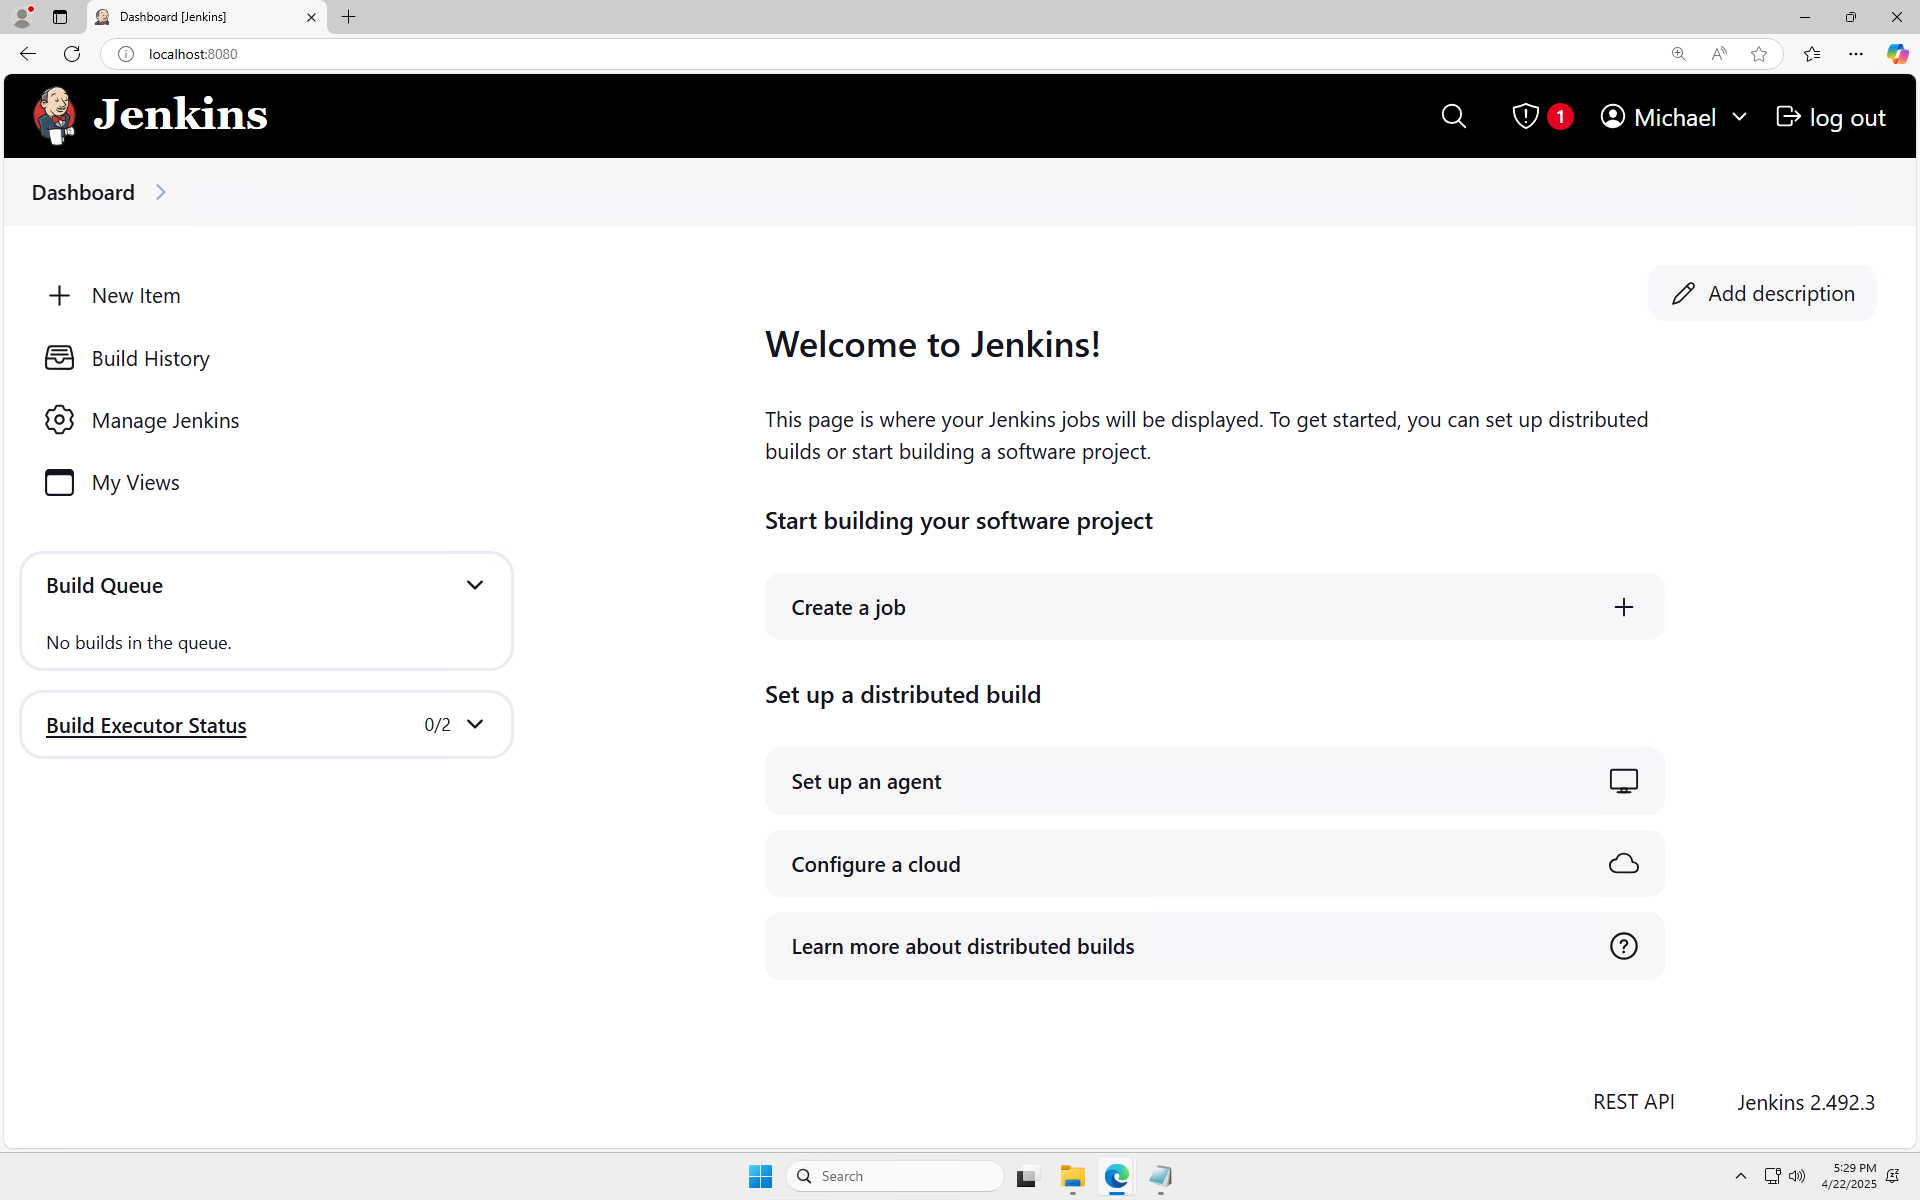 Dashboard [Jenkins]
localhost:8080
Jenkins
1
Michael
log out
Dashboard
New Item
Build History
Manage Jenkins
My Views
Build Queue
No builds in the queue.
Build Executor Status
0/2
Add description
Welcome to Jenkins!
This page is where your Jenkins jobs will be displayed. To get started, you can set up distributed
builds or start building a software project.
Start building your software project
Create a job
Set up a distributed build
Set up an agent
Configure a cloud
Learn more about distributed builds
REST API
Jenkins 2.492.3
Search
5:29 PM
4/22/2025